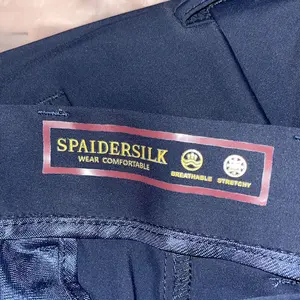 SPAIDERSILK
WEAR COMFORTABLE
BREATHABLE STRETCHY